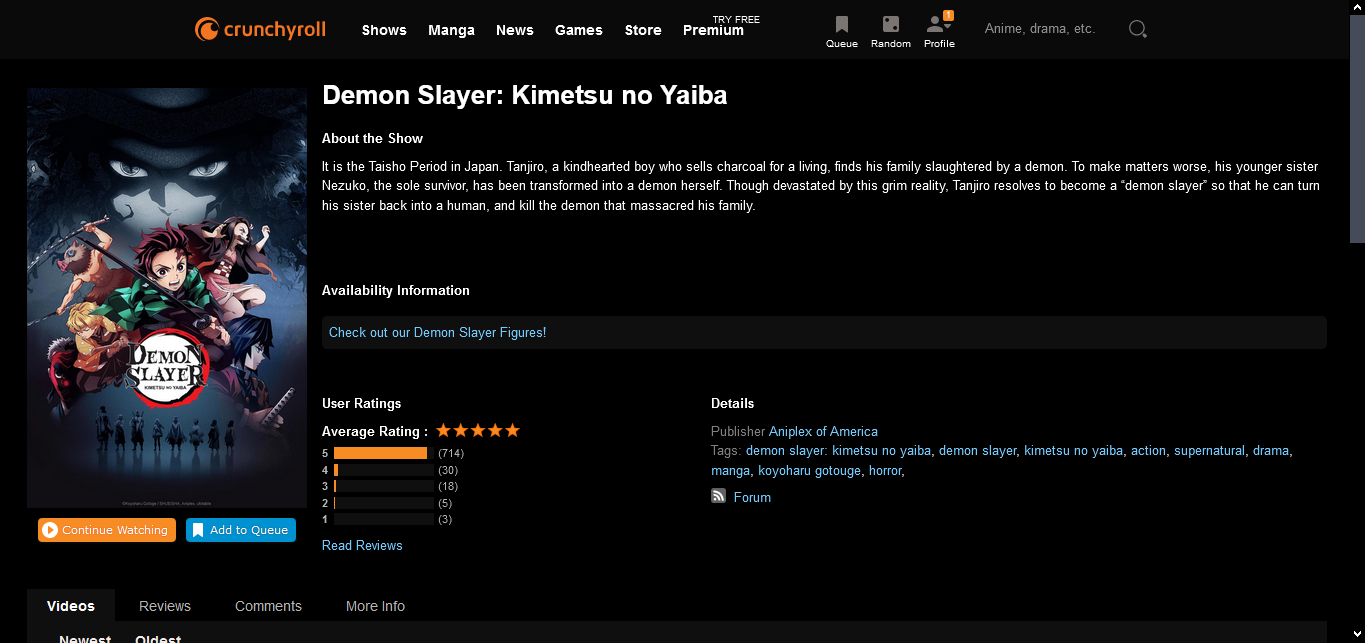 crunchyroll
Shows Manga News Games Store Premium TRY FREE
1
Queue Random Profile
Anime, drama, etc.
Demon Slayer: Kimetsu no Yaiba
About the Show
It is the Taisho Period in Japan. Tanjiro, a kindhearted boy who sells charcoal for a living, finds his family slaughtered by a demon. To make matters worse, his younger sister
Nezuko, the sole survivor, has been transformed into a demon herself. Though devastated by this grim reality, Tanjiro resolves to become a “demon slayer” so that he can turn
his sister back into a human, and kill the demon that massacred his family.
DEMON
SLAYER
KIMETSU NO YAIBA
Continue Watching Add to Queue
Availability Information
Check out our Demon Slayer Figures!
User Ratings
Average Rating :
5 (714)
4 (30)
3 (18)
2 (5)
1 (3)
Read Reviews
Details
Publisher Aniplex of America
Tags: demon slayer: kimetsu no yaiba, demon slayer, kimetsu no yaiba, action, supernatural, drama,
manga, koyoharu gotouge, horror,
Forum
Videos Reviews Comments More Info
Newest Oldest